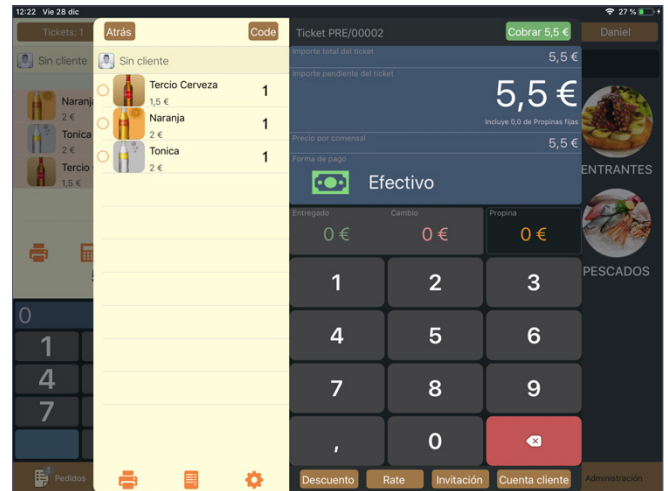 12:22 Vie 28 dic
27 %
Tickets: 1
Atrás
Code
Ticket PRE/00002
Cobrar 5,5 €
Daniel
Sin cliente
Sin cliente
Importe total del ticket
5,5 €
Importe pendiente del ticket
5,5 €
Incluye 0,0 de Propinas fijas
Precio por comensal
5,5 €
Forma de pago
Efectivo
Tercio Cerveza
1,5 €
1
Naranja
2 €
1
Tonica
2 €
1
Naranja
2 €
Tonica
2 €
Tercio
1,5 €
ENTRANTES
PESCADOS
Entregado
0 €
Cambio
0 €
Propina
0 €
1
2
3
4
5
6
7
8
9
,
0
0
1
4
7
Pedidos
Descuento
Rate
Invitación
Cuenta cliente
Administración